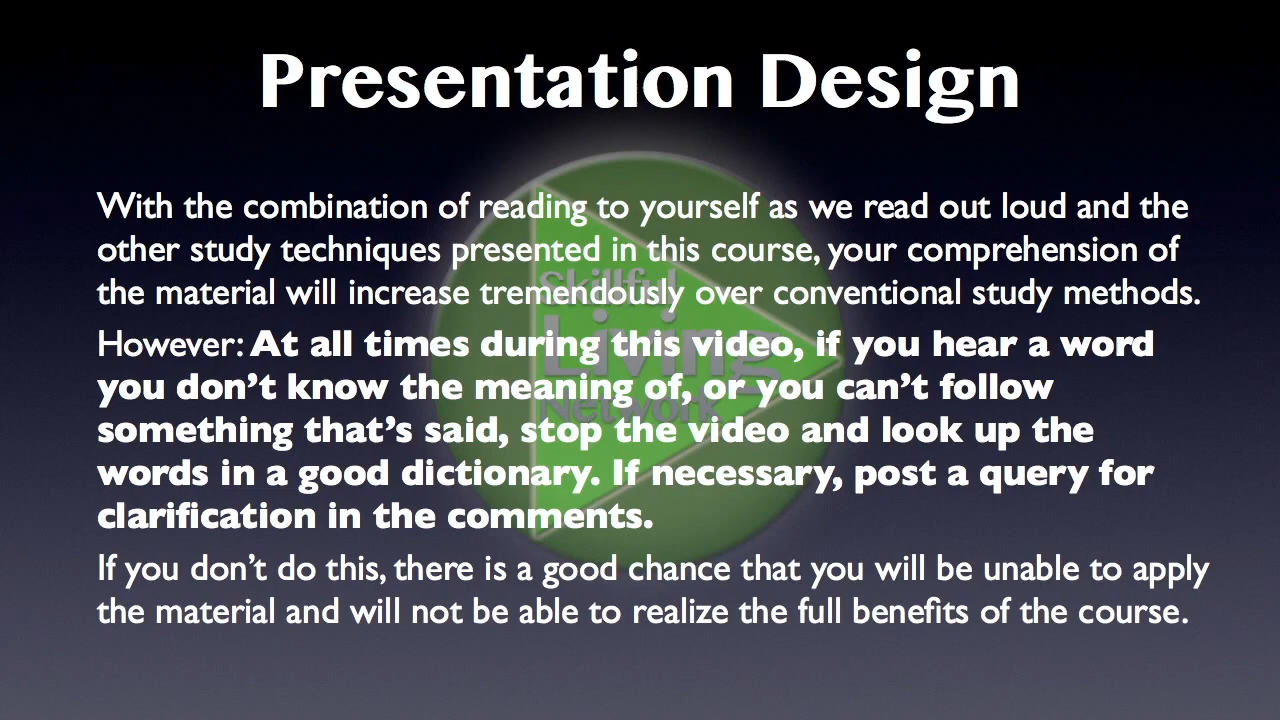 Presentation Design
With the combination of reading to yourself as we read out loud and the
other study techniques presented in this course, your comprehension of
the material will increase tremendously over conventional study methods.
However: At all times during this video, if you hear a word
you don’t know the meaning of, or you can’t follow
something that’s said, stop the video and look up the
words in a good dictionary. If necessary, post a query for
clarification in the comments.
If you don’t do this, there is a good chance that you will be unable to apply
the material and will not be able to realize the full benefits of the course.
Skillful
Living
Network